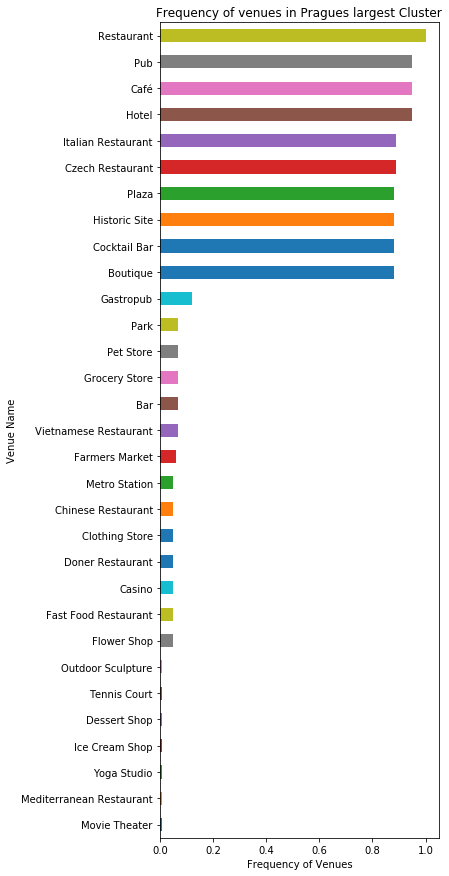 Frequency of venues in Pragues largest Cluster
Restaurant
Pub
Café
Hotel
Italian Restaurant
Czech Restaurant
Plaza
Historic Site
Cocktail Bar
Boutique
Gastropub
Park
Pet Store
Grocery Store
Bar
Vietnamese Restaurant
Farmers Market
Metro Station
Chinese Restaurant
Clothing Store
Doner Restaurant
Casino
Fast Food Restaurant
Flower Shop
Outdoor Sculpture
Tennis Court
Dessert Shop
Ice Cream Shop
Yoga Studio
Mediterranean Restaurant
Movie Theater
Venue Name
0.0 0.2 0.4 0.6 0.8 1.0
Frequency of Venues